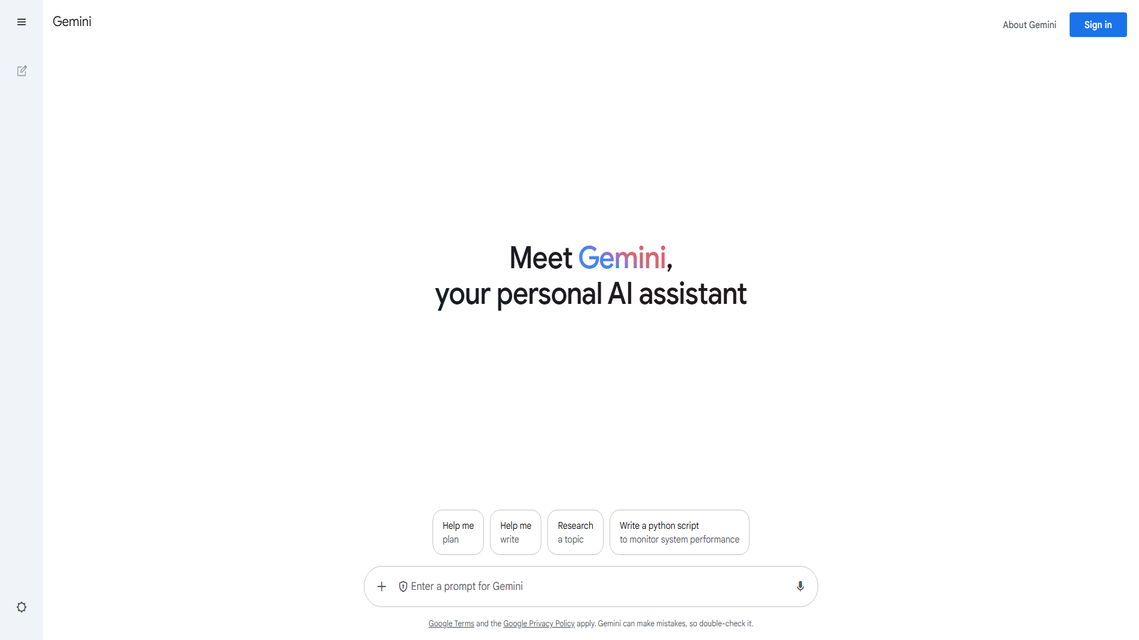 Gemini
About Gemini
Sign in
Meet Gemini,
your personal AI assistant
Help me
plan
Help me
write
Research
a topic
Write a python script
to monitor system performance
Enter a prompt for Gemini
Google Terms and the Google Privacy Policy apply. Gemini can make mistakes, so double-check it.